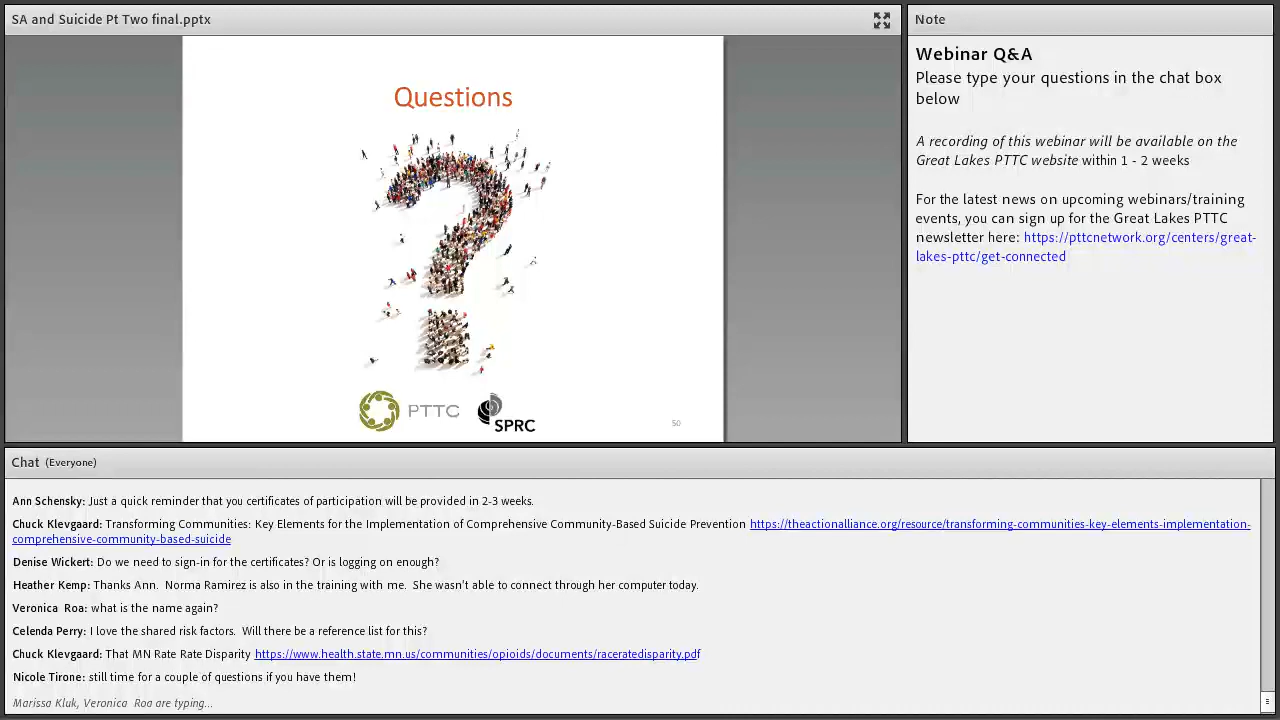 SA and Suicide Pt Two final.pptx
Questions
PTTC
SPRC
50
Note
Webinar Q&A
Please type your questions in the chat box
below
A recording of this webinar will be available on the
Great Lakes PTTC website within 1 - 2 weeks
For the latest news on upcoming webinars/training
events, you can sign up for the Great Lakes PTTC
newsletter here: https://pttcnetwork.org/centers/great-
lakes-pttc/get-connected
Chat (Everyone)
Ann Schensky: Just a quick reminder that you certificates of participation will be provided in 2-3 weeks.
Chuck Klevgaard: Transforming Communities: Key Elements for the Implementation of Comprehensive Community-Based Suicide Prevention https://theactionalliance.org/resource/transforming-communities-key-elements-implementation-
comprehensive-community-based-suicide
Denise Wickert: Do we need to sign-in for the certificates? Or is logging on enough?
Heather Kemp: Thanks Ann. Norma Ramirez is also in the training with me. She wasn't able to connect through her computer today.
Veronica Roa: what is the name again?
Celenda Perry: I love the shared risk factors. Will there be a reference list for this?
Chuck Klevgaard: That MN Rate Rate Disparity https://www.health.state.mn.us/communities/opioids/documents/raceratedisparity.pdf
Nicole Tirone: still time for a couple of questions if you have them!
Marissa Kluk, Veronica Roa are typing...